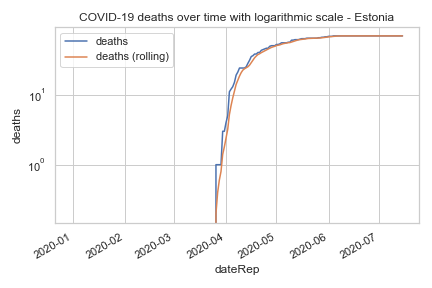 COVID-19 deaths over time with logarithmic scale - Estonia
deaths
deaths (rolling)
deaths
10¹
10⁰
2020-01
2020-02
2020-03
2020-04
2020-05
2020-06
2020-07
dateRep